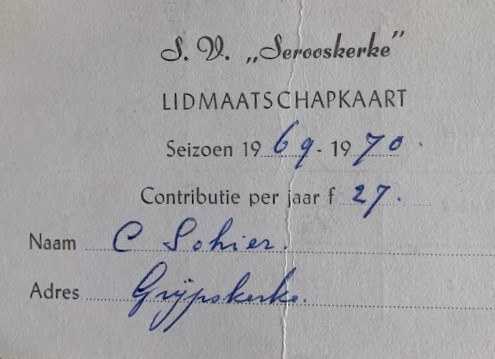 S. V. „Serooskerke”
LIDMAATSCHAPKAART
Seizoen 1969 - 1970.
Contributie per jaar f 27.
Naam C Sohier.
Adres Grijpskerke.